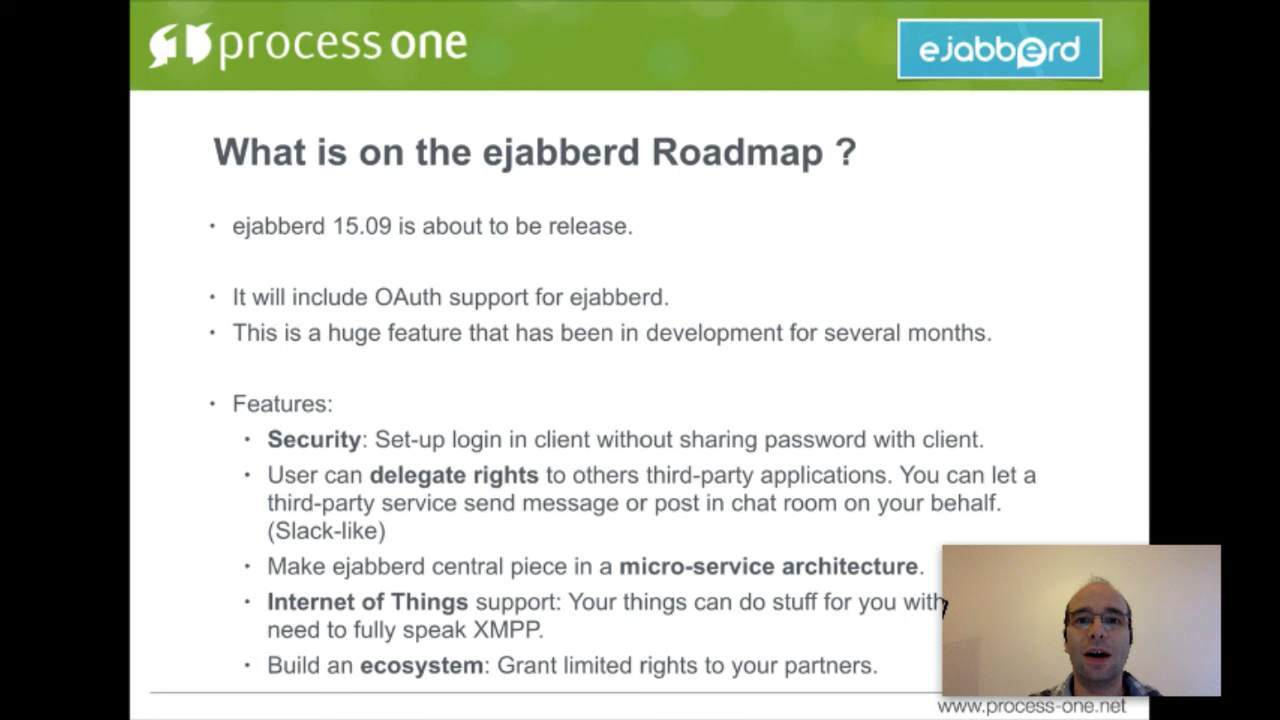 process one
ejabberd
What is on the ejabberd Roadmap ?
• ejabberd 15.09 is about to be release.
• It will include OAuth support for ejabberd.
• This is a huge feature that has been in development for several months.
• Features:
• Security: Set-up login in client without sharing password with client.
• User can delegate rights to others third-party applications. You can let a
third-party service send message or post in chat room on your behalf.
(Slack-like)
• Make ejabberd central piece in a micro-service architecture.
• Internet of Things support: Your things can do stuff for you with
need to fully speak XMPP.
• Build an ecosystem: Grant limited rights to your partners.
www.process-one.net